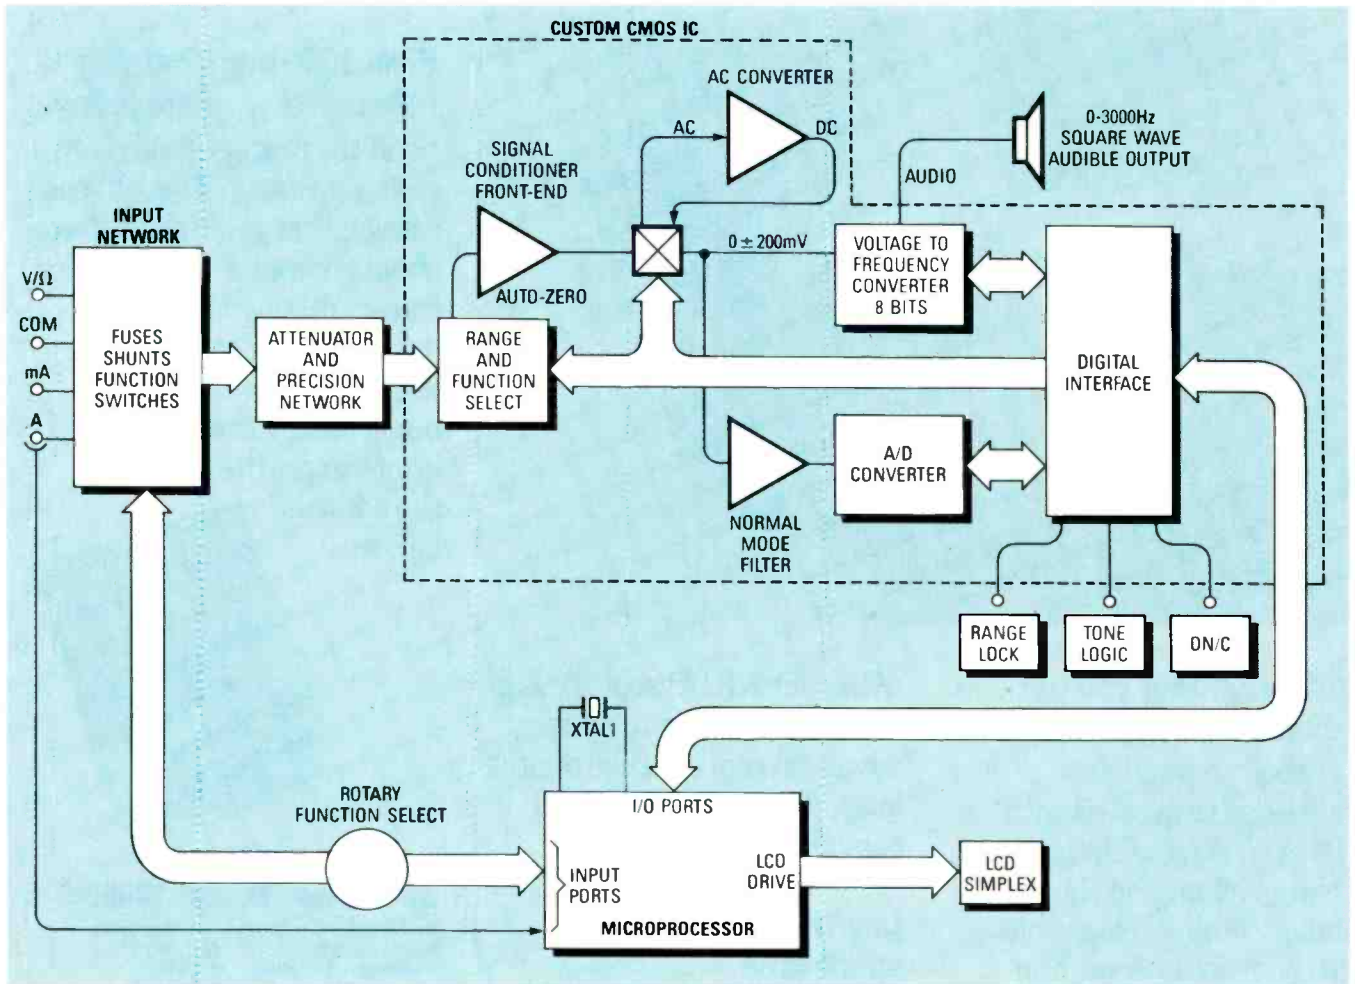 CUSTOM CMOS IC
AC CONVERTER
AC
DC
0-3000Hz
SQUARE WAVE
AUDIBLE OUTPUT
SIGNAL
CONDITIONER
FRONT-END
AUDIO
INPUT
NETWORK
0 ± 200mV
VOLTAGE TO
FREQUENCY
CONVERTER
8 BITS
AUTO-ZERO
V/Ω
COM
mA
A
FUSES
SHUNTS
FUNCTION
SWITCHES
ATTENUATOR
AND
PRECISION
NETWORK
RANGE
AND
FUNCTION
SELECT
DIGITAL
INTERFACE
A/D
CONVERTER
NORMAL
MODE
FILTER
RANGE
LOCK
TONE
LOGIC
ON/C
XTAL1
ROTARY
FUNCTION SELECT
I/O PORTS
INPUT
PORTS
LCD
DRIVE
MICROPROCESSOR
LCD
SIMPLEX